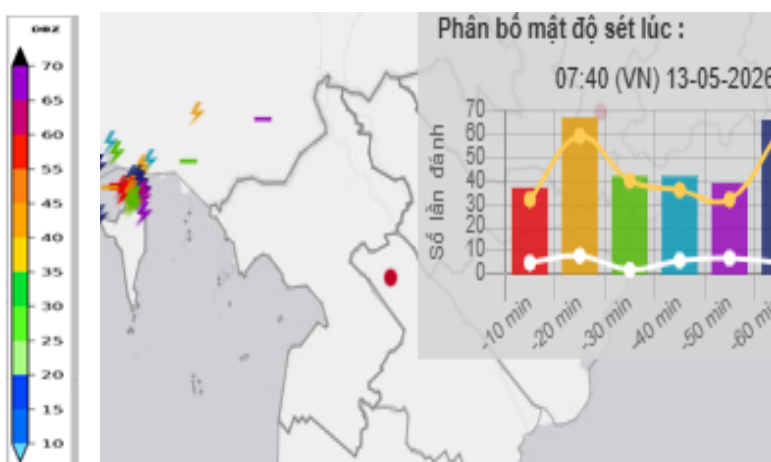 DBZ
70
65
60
55
45
40
35
30
25
20
15
10
Phân bố mật độ sét lúc :
07:40 (VN) 13-05-2026
Số lần đánh
70
60
50
40
30
20
10
0
-10 min
-20 min
-30 min
-40 min
-50 min
-60 min